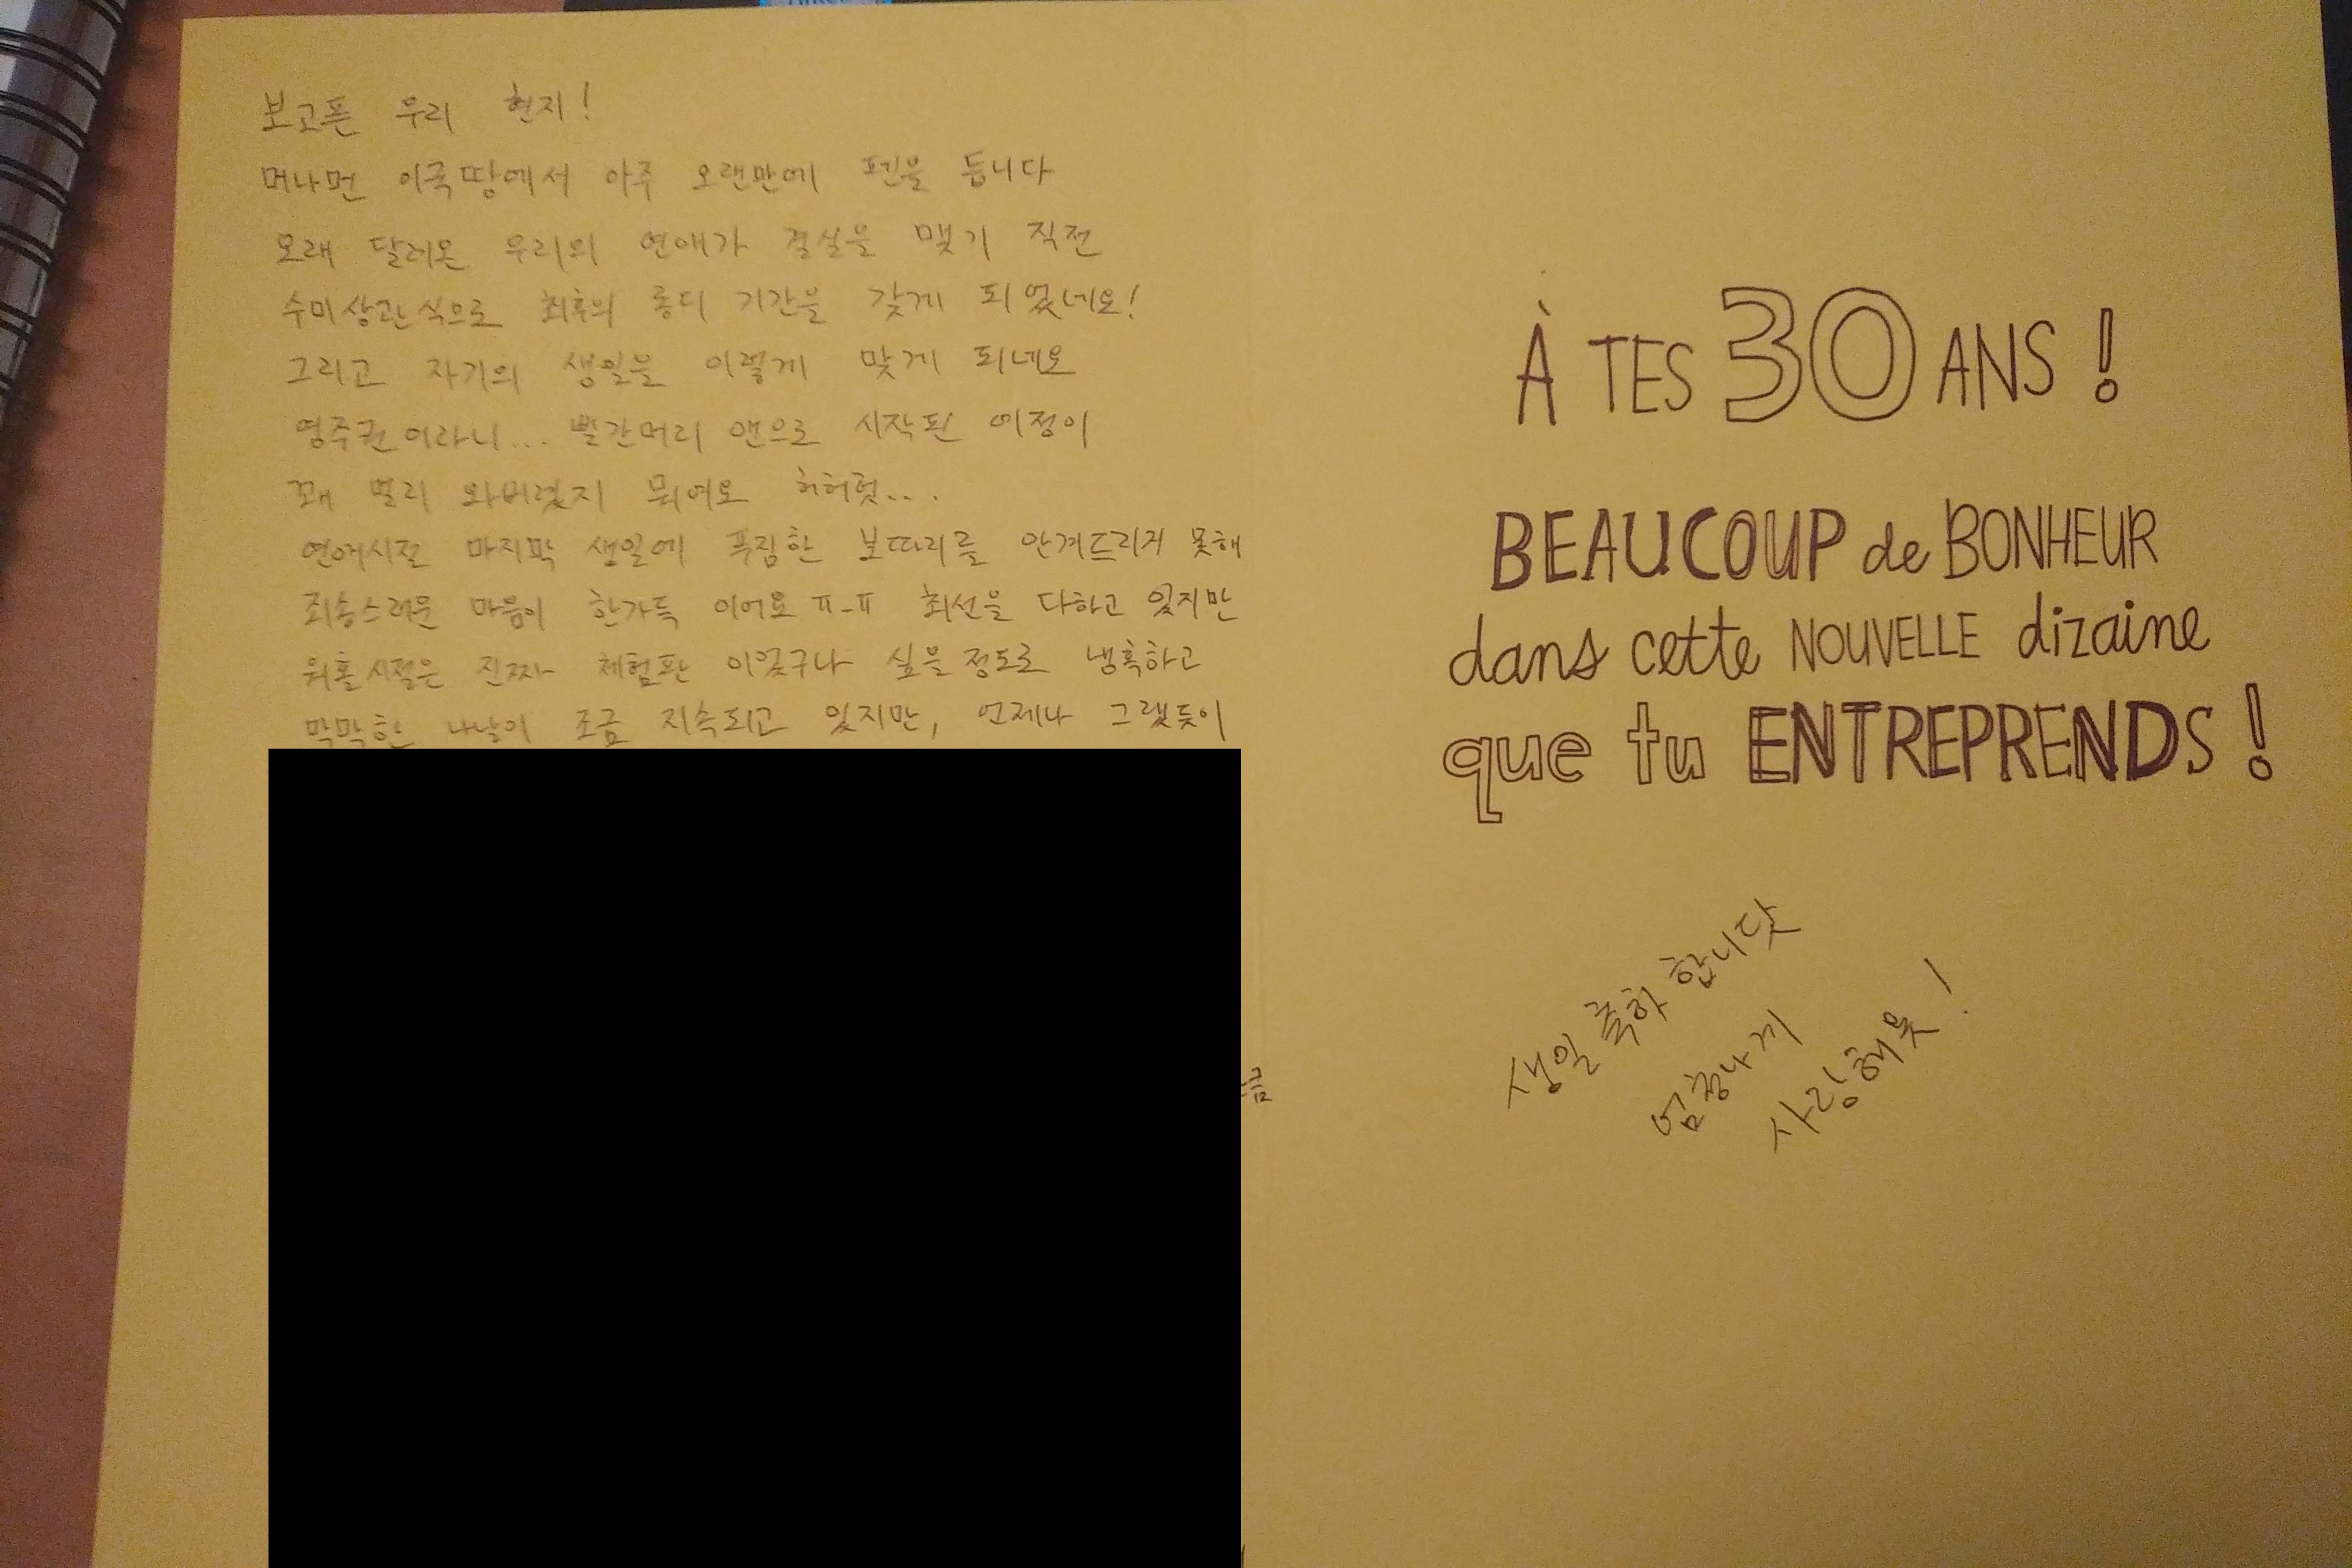 보고픈 우리 현지!
머나먼 이국땅에서 아주 오랜만에 펜을 듭니다
오래 달려온 우리의 연애가 결실을 맺기 직전
수미상관식으로 최후의 롱디 기간을 갖게 되었네요!
그리고 자기의 생일을 이렇게 맞게 되네요
영주권이라니... 빨간머리 앤으로 시작된 여정이
꽤 멀리 와버렸지 뭐에요 허허헛...
연애시절 마지막 생일에 푸짐한 보따리를 안겨드리지 못해
죄송스러운 마음이 한가득 이에요 ㅠ-ㅠ 최선을 다하고 있지만
워홀시절은 진짜 체험판 이었구나 싶을정도로 냉혹하고
막막한 나날이 조금 지속되고 있지만, 언제나 그랬듯이
À TES 30 ANS !
BEAUCOUP de BONHEUR
dans cette NOUVELLE dizaine
que tu ENTREPRENDS !
생일 축하 합니닷
엄청나게
사랑해욧!